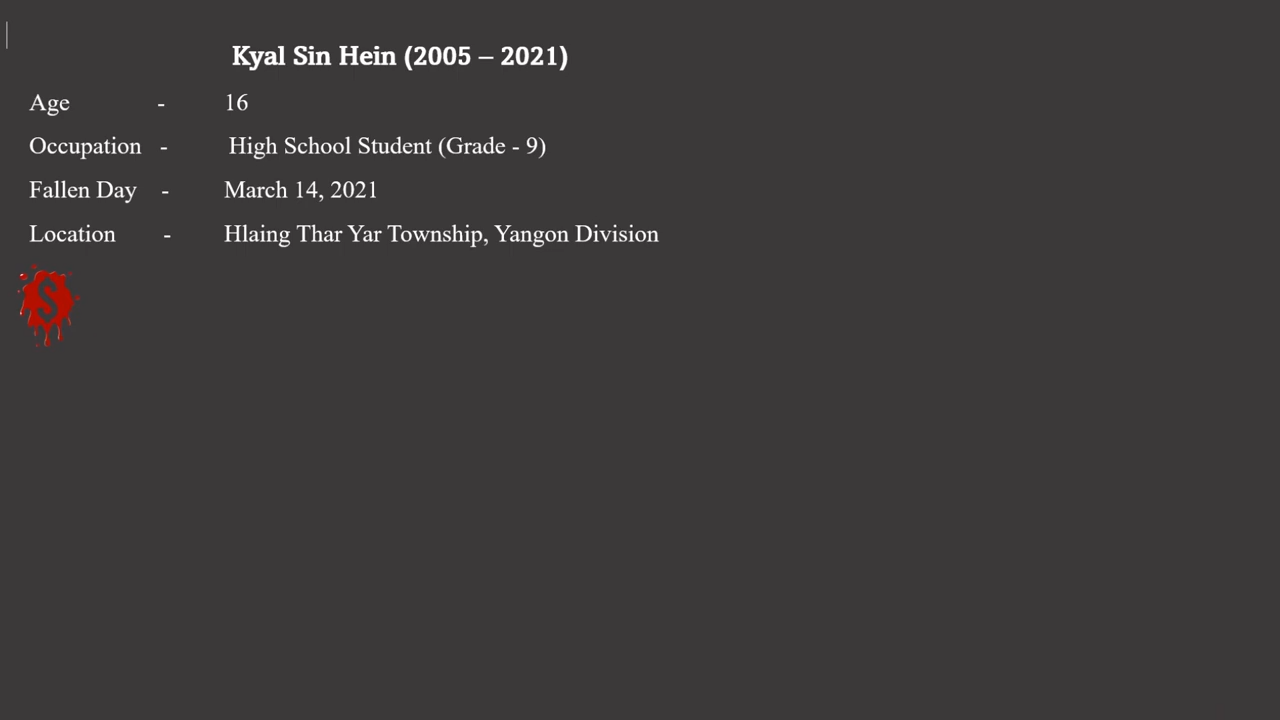 Kyal Sin Hein (2005 – 2021)
Age - 16
Occupation - High School Student (Grade - 9)
Fallen Day - March 14, 2021
Location - Hlaing Thar Yar Township, Yangon Division
S